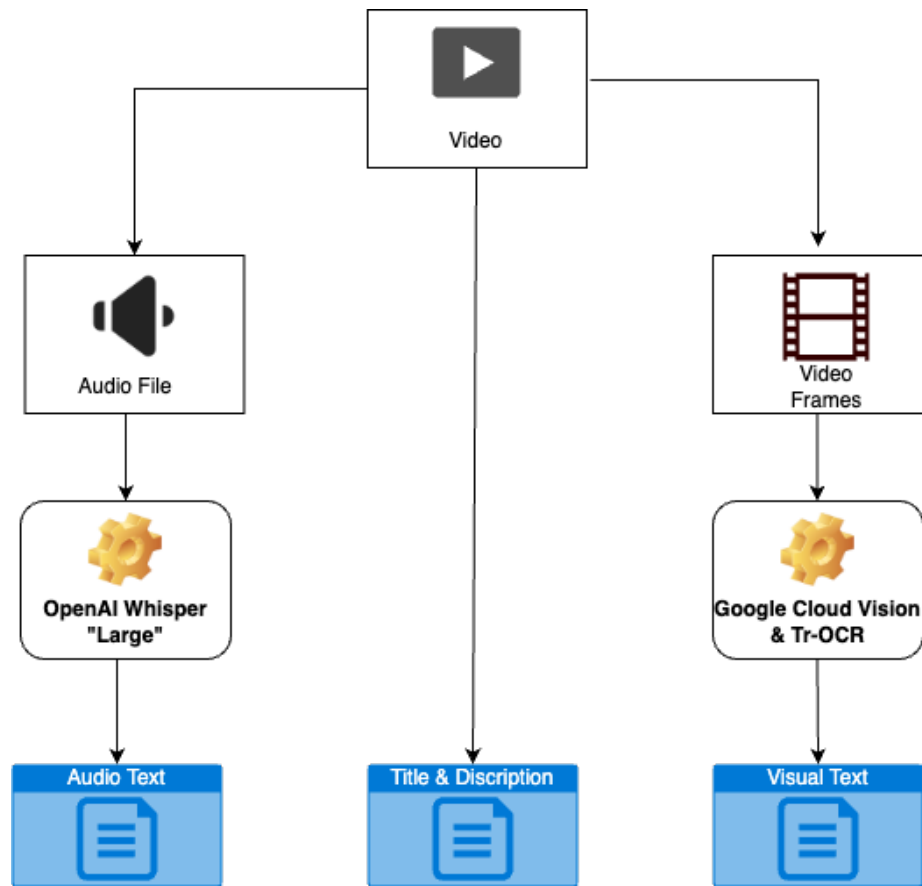 Video
Audio File
Video
Frames
OpenAI Whisper
"Large"
Google Cloud Vision
& Tr-OCR
Audio Text
Title & Discription
Visual Text